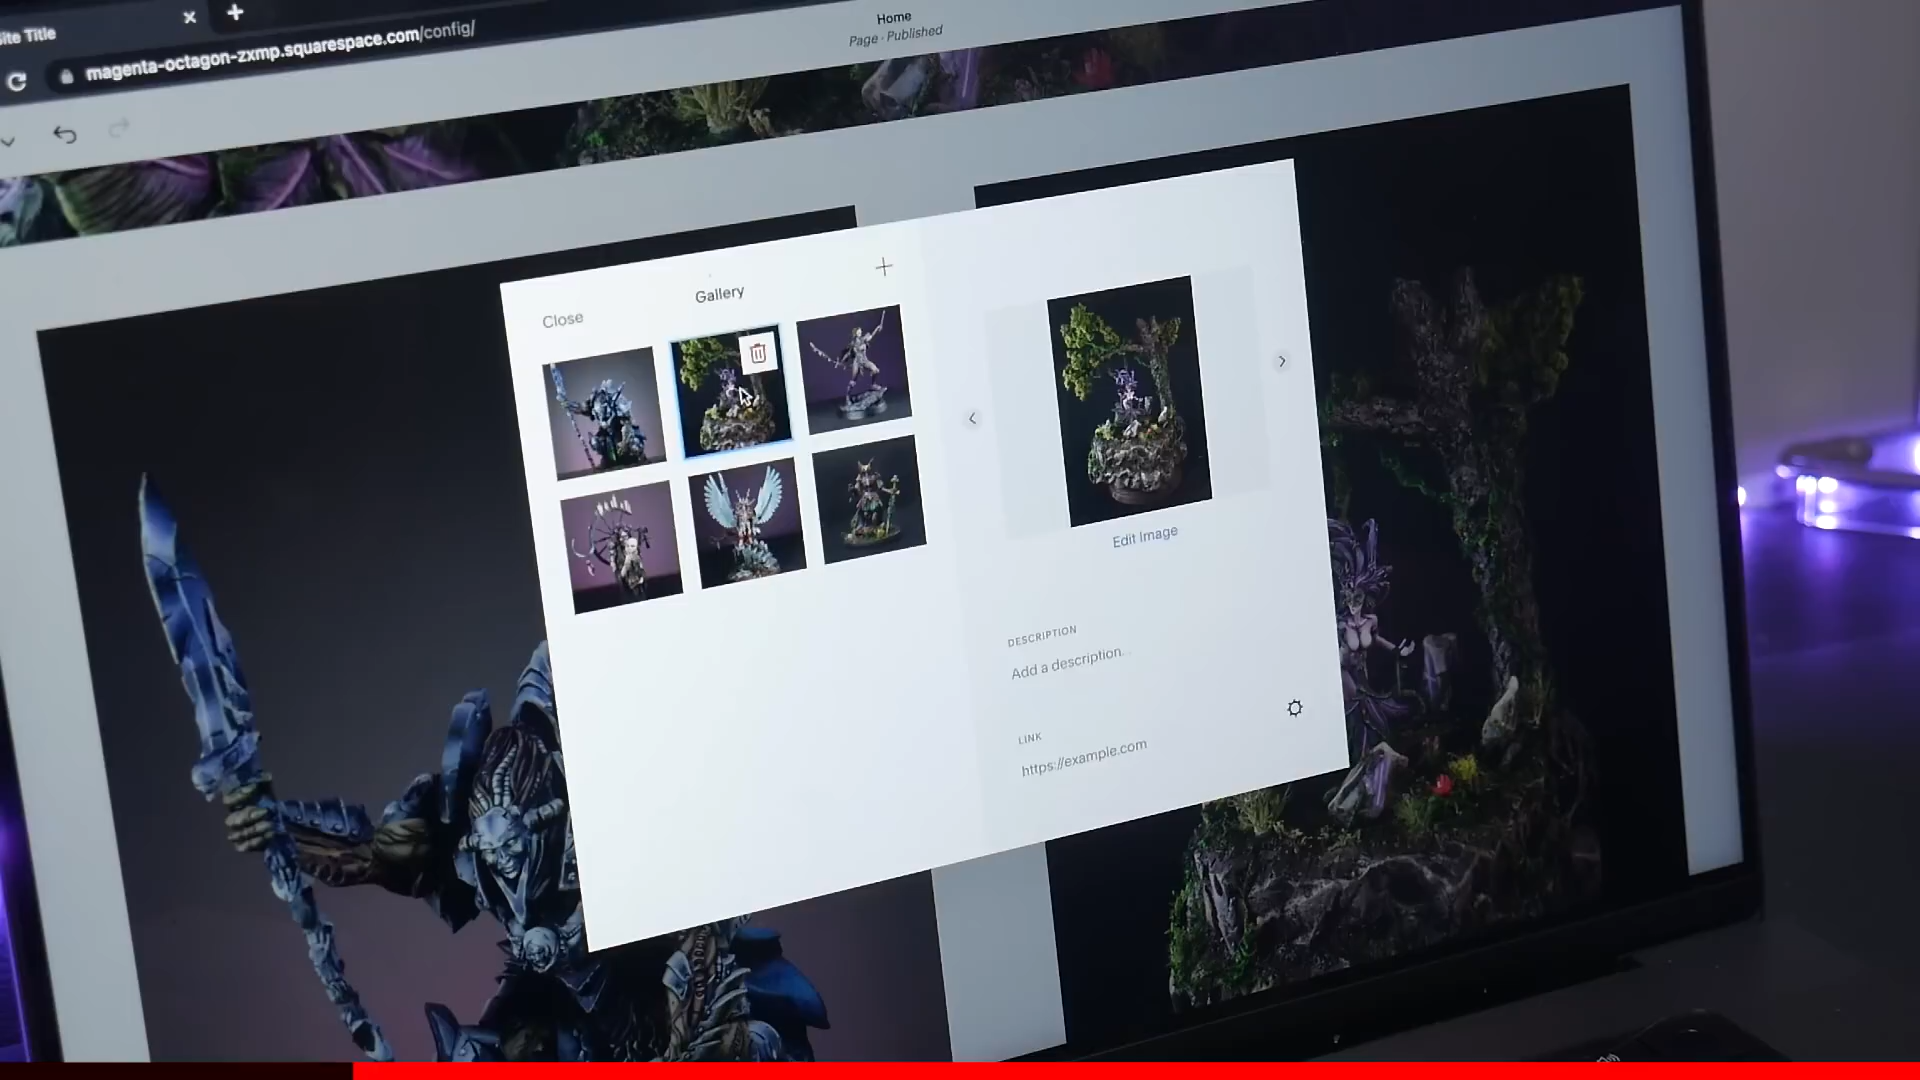 Site Title
magenta-octagon-zxmp.squarespace.com/config/
Home
Page · Published
Gallery
Close
Edit Image
DESCRIPTION
Add a description...
LINK
https://example.com